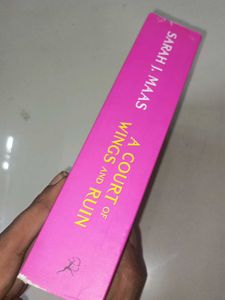 SARAH J. MAAS
A COURT OF
WINGS AND RUIN